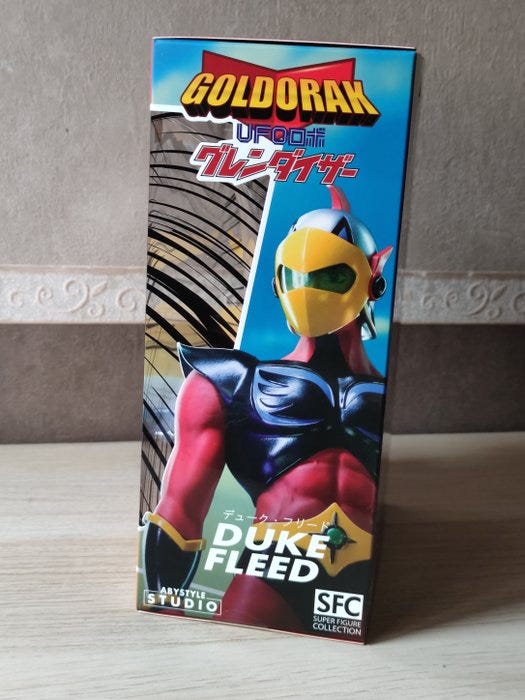 GOLDORAK
UFOロボ
グレンダイザー
デューク・フリード
DUKE
FLEED
ABYSTYLE
STUDIO
SFC
SUPER FIGURE
COLLECTION